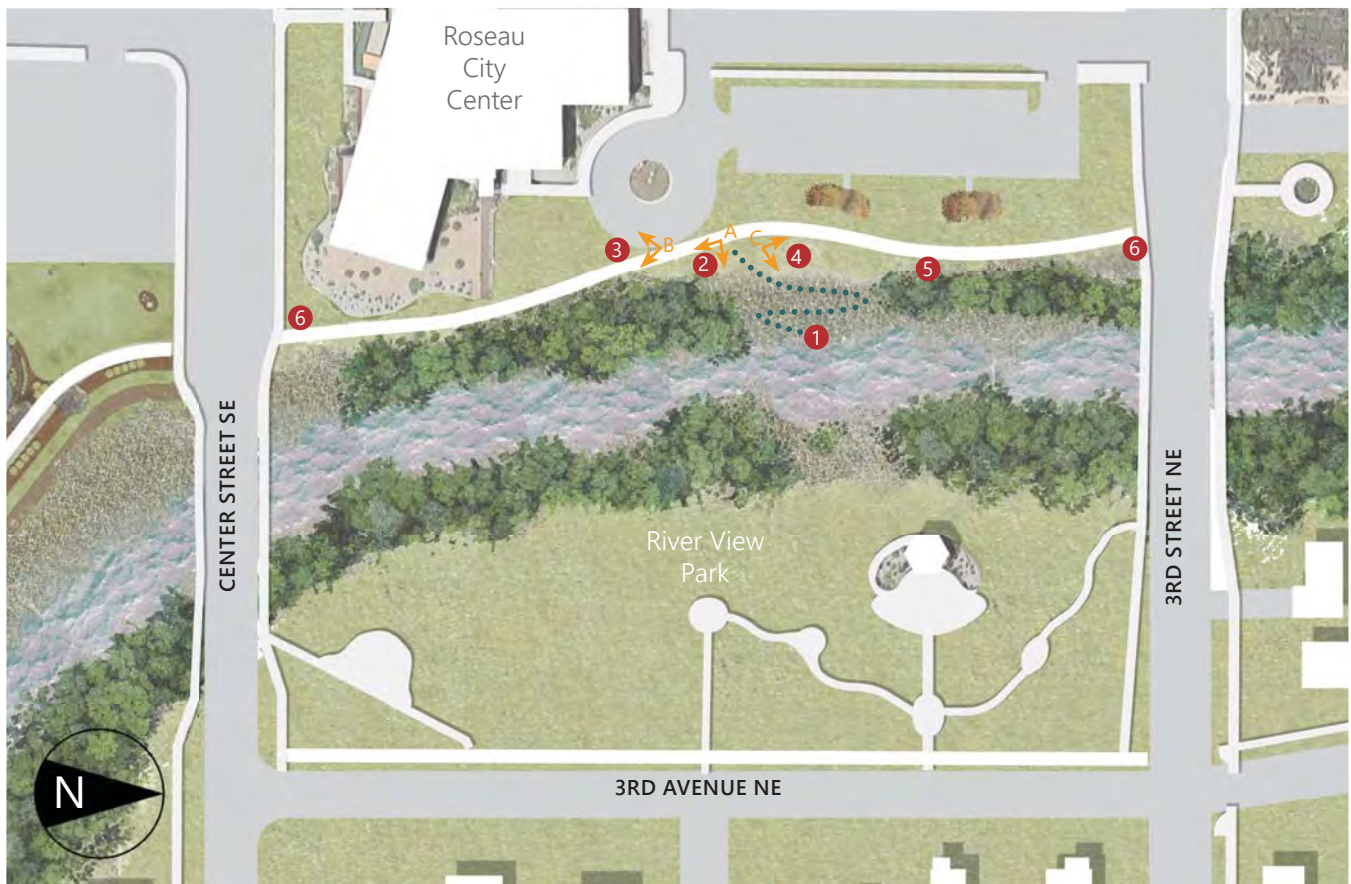 Roseau
City
Center
A
B
C
3
2
4
5
6
6
1
CENTER STREET SE
3RD STREET NE
River View
Park
N
3RD AVENUE NE